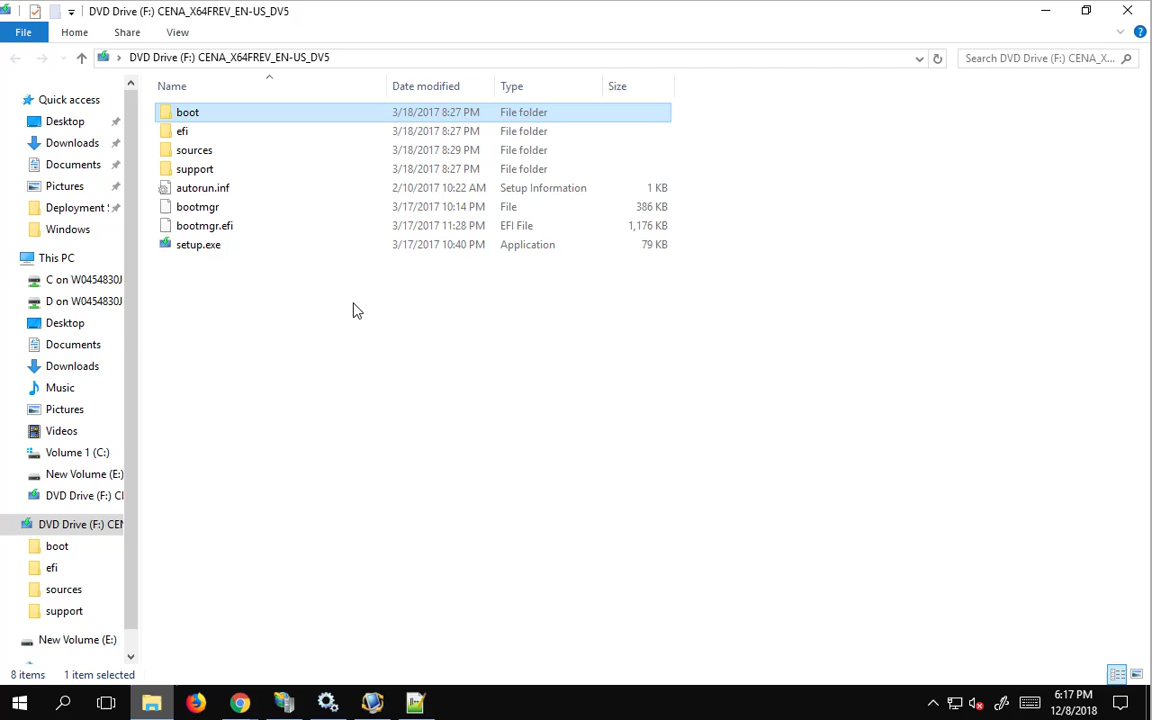 DVD Drive (F:) CENA_X64FREV_EN-US_DV5
File Home Share View
DVD Drive (F:) CENA_X64FREV_EN-US_DV5
Search DVD Drive (F:) CENA_X...
Name Date modified Type Size
boot 3/18/2017 8:27 PM File folder
efi 3/18/2017 8:27 PM File folder
sources 3/18/2017 8:29 PM File folder
support 3/18/2017 8:27 PM File folder
autorun.inf 2/10/2017 10:22 AM Setup Information 1 KB
bootmgr 3/17/2017 10:14 PM File 386 KB
bootmgr.efi 3/17/2017 11:28 PM EFI File 1,176 KB
setup.exe 3/17/2017 10:40 PM Application 79 KB
Quick access
Desktop
Downloads
Documents
Pictures
Deployment
Windows
This PC
C on W0454830J
D on W0454830J
Desktop
Documents
Downloads
Music
Pictures
Videos
Volume 1 (C:)
New Volume (E:)
DVD Drive (F:) CI
DVD Drive (F:) CEN
boot
efi
sources
support
New Volume (E:)
8 items 1 item selected
6:17 PM
12/8/2018